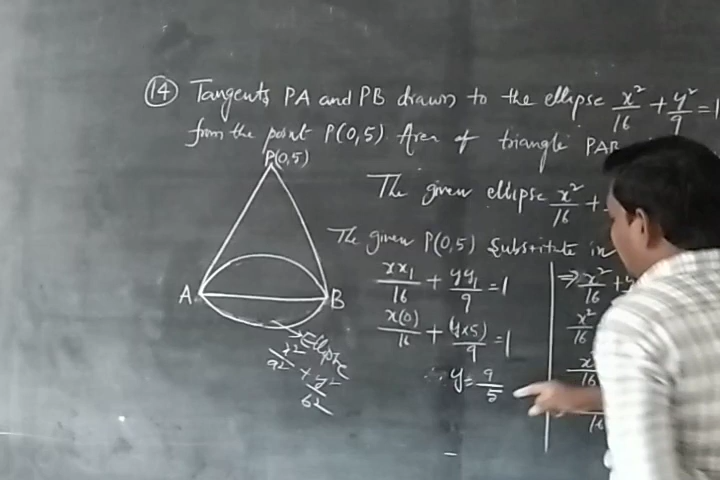 (14) Tangents PA and PB drawn to the ellipse x²/16 + y²/9 = 1
from the point P(0,5) Area of triangle PAB
P(0,5)
The given ellipse x²/16 +
The given P(0,5) Substitute in
xx₁/16 + yy₁/9 = 1
x(0)/16 + (y×5)/9 = 1
∴ y = 9/5
⇒ x²/16 + y
x²/16
x
16
16
A
B
→ Ellipse
x²/a² + y²/b²